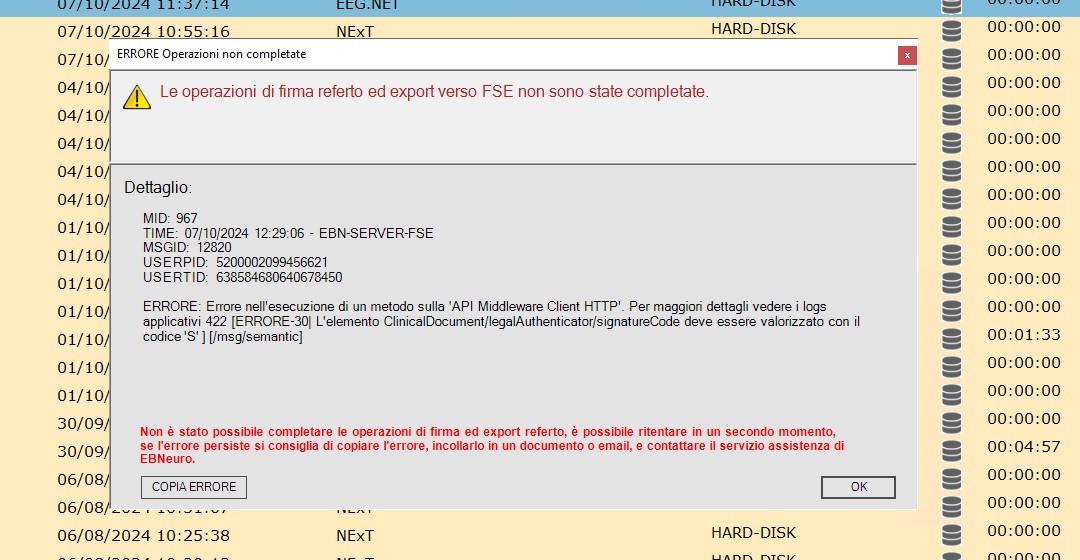 07/10/2024 11:37:14 EEG.NET HARD-DISK 00:00:00
07/10/2024 10:55:16 NExT HARD-DISK 00:00:00
07/10/ 00:00:00
04/10/ 00:00:00
04/10/ 00:00:00
04/10/ 00:00:00
04/10/ 00:00:00
04/10/ 00:00:00
01/10/ 00:00:00
01/10/ 00:00:00
01/10/ 00:00:00
01/10/ 00:00:00
01/10/ 00:01:33
01/10/ 00:00:00
01/10/ 00:00:00
30/09/ 00:00:00
30/09/ 00:04:57
06/08/ 00:00:00
ERRORE Operazioni non completate
Le operazioni di firma referto ed export verso FSE non sono state completate.
Dettaglio:
MID: 967
TIME: 07/10/2024 12:29:06 - EBN-SERVER-FSE
MSGID: 12820
USERPID: 5200002099456621
USERTID: 638584680640678450
ERRORE: Errore nell'esecuzione di un metodo sulla 'API Middleware Client HTTP'. Per maggiori dettagli vedere i logs
applicativi 422 [ERRORE-30| L'elemento ClinicalDocument/legalAuthenticator/signatureCode deve essere valorizzato con il
codice 'S' ] [/msg/semantic]
Non è stato possibile completare le operazioni di firma ed export referto, è possibile ritentare in un secondo momento,
se l'errore persiste si consiglia di copiare l'errore, incollarlo in un documento o email, e contattare il servizio assistenza di
EBNeuro.
COPIA ERRORE OK
06/08/2024 10:31:07 NExT 00:00:00
06/08/2024 10:25:38 NExT HARD-DISK 00:00:00
06/08/2024 NExT HARD-DISK 00:00:00